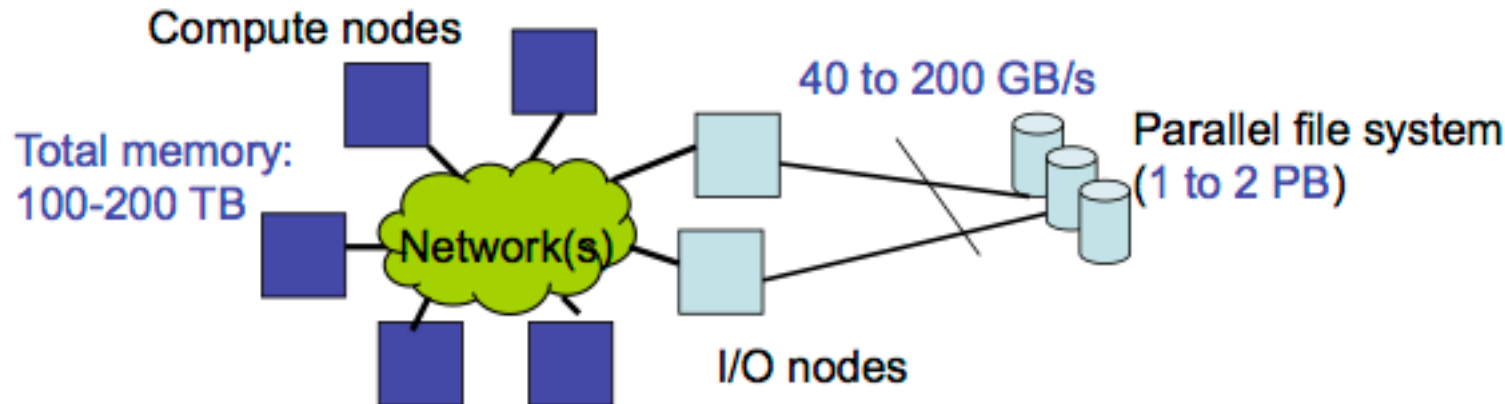 Compute nodes
40 to 200 GB/s
Total memory:
100-200 TB
Parallel file system
(1 to 2 PB)
Network(s)
I/O nodes